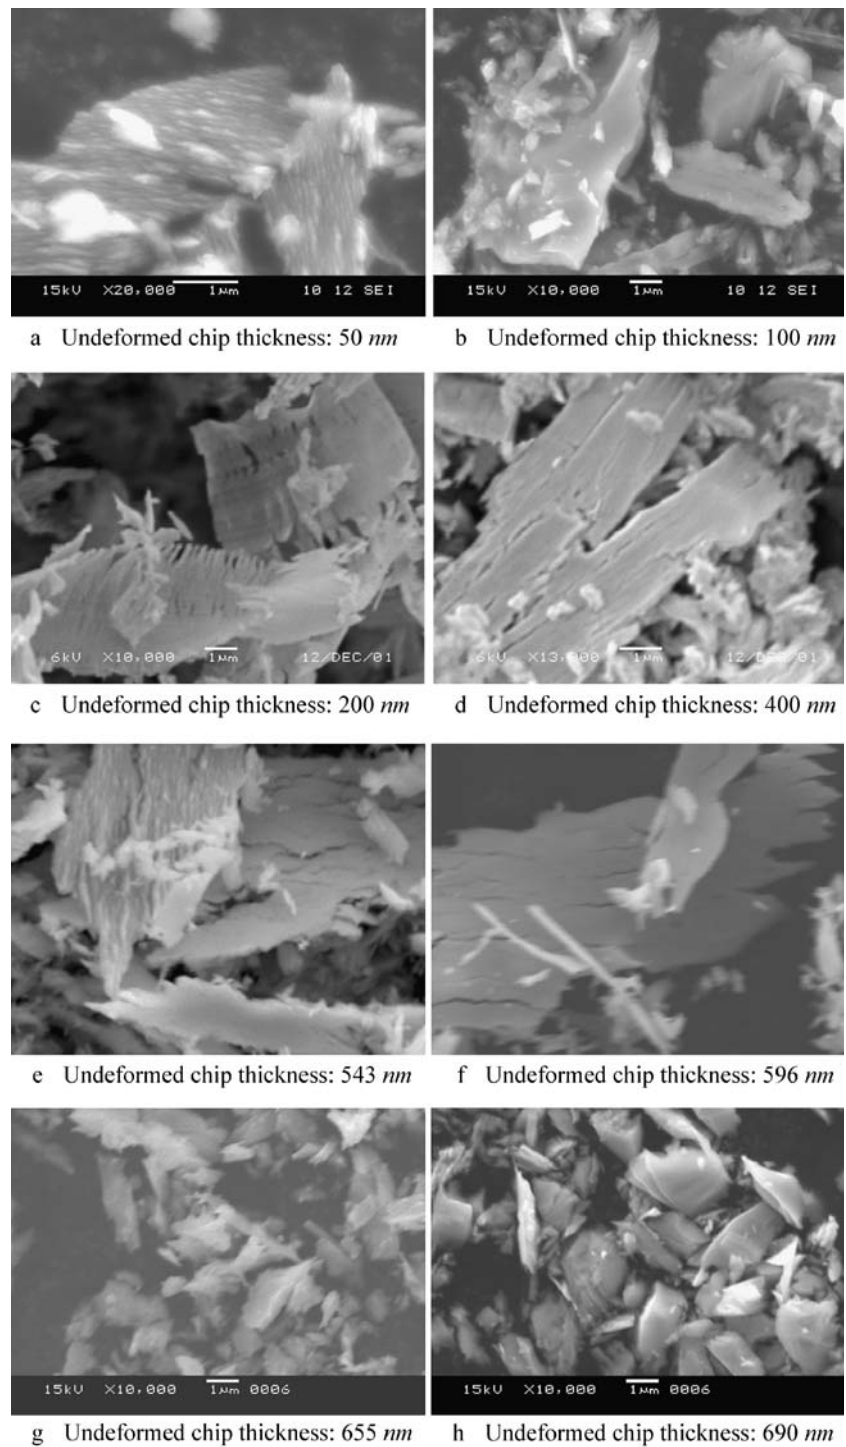 15kV X20,000 1μm 10 12 SEI
15kV X10,000 1μm 10 12 SEI
a Undeformed chip thickness: 50 nm
b Undeformed chip thickness: 100 nm
6kV X10,000 1μm 12/DEC/01
6kV X13,000 1μm 12/DEC/01
c Undeformed chip thickness: 200 nm
d Undeformed chip thickness: 400 nm
e Undeformed chip thickness: 543 nm
f Undeformed chip thickness: 596 nm
15kV X10,000 1μm 0006
15kV X10,000 1μm 0006
g Undeformed chip thickness: 655 nm
h Undeformed chip thickness: 690 nm